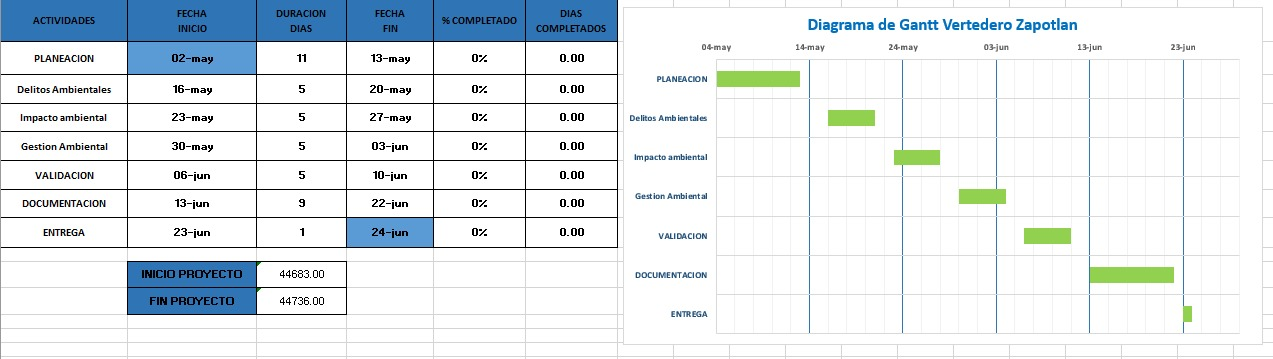 ACTIVIDADES FECHA INICIO DURACION DIAS FECHA FIN % COMPLETADO DIAS COMPLETADOS
PLANEACION 02-may 11 13-may 0% 0.00
Delitos Ambientales 16-may 5 20-may 0% 0.00
Impacto ambiental 23-may 5 27-may 0% 0.00
Gestion Ambiental 30-may 5 03-jun 0% 0.00
VALIDACION 06-jun 5 10-jun 0% 0.00
DOCUMENTACION 13-jun 9 22-jun 0% 0.00
ENTREGA 23-jun 1 24-jun 0% 0.00
INICIO PROYECTO 44683.00
FIN PROYECTO 44736.00
Diagrama de Gantt Vertedero Zapotlan
04-may 14-may 24-may 03-jun 13-jun 23-jun
PLANEACION
Delitos Ambientales
Impacto ambiental
Gestion Ambiental
VALIDACION
DOCUMENTACION
ENTREGA